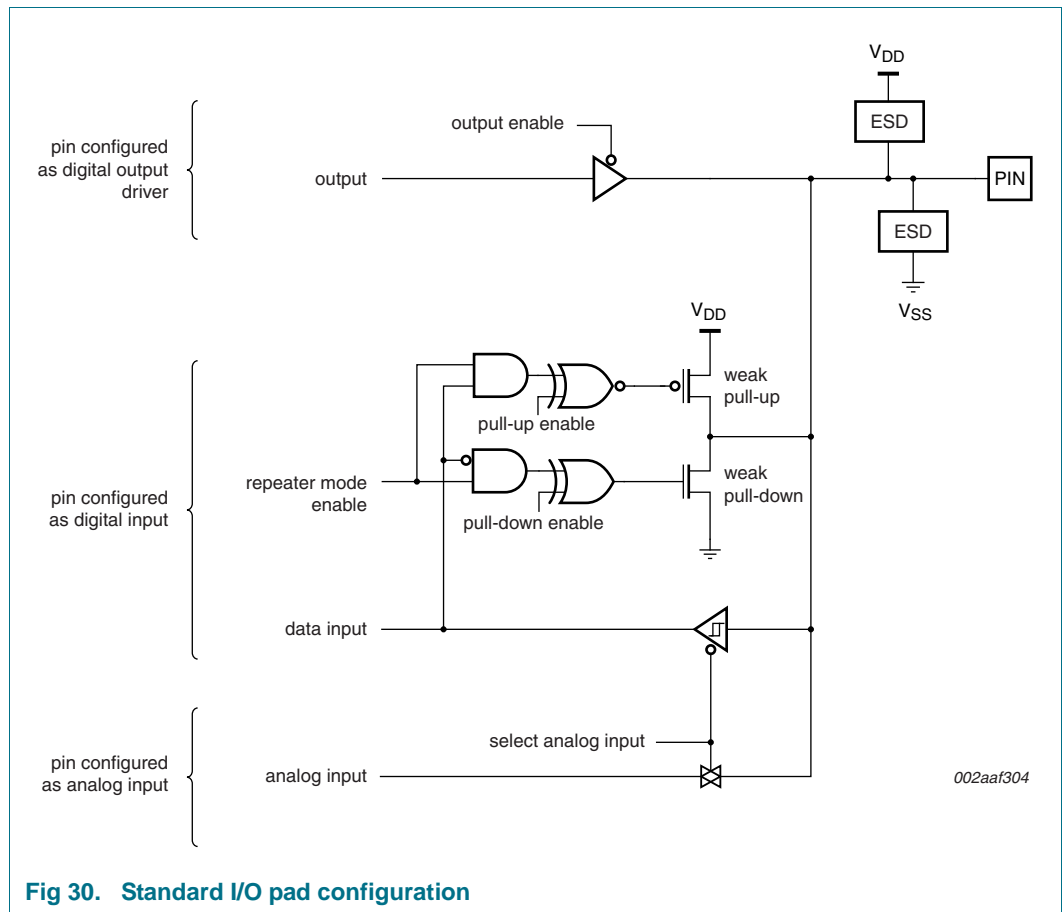 VDD
ESD
output enable
pin configured
as digital output
driver
output
PIN
ESD
VSS
VDD
weak
pull-up
pull-up enable
pin configured
as digital input
repeater mode
enable
weak
pull-down
pull-down enable
data input
select analog input
pin configured
as analog input
analog input
002aaf304
Fig 30. Standard I/O pad configuration